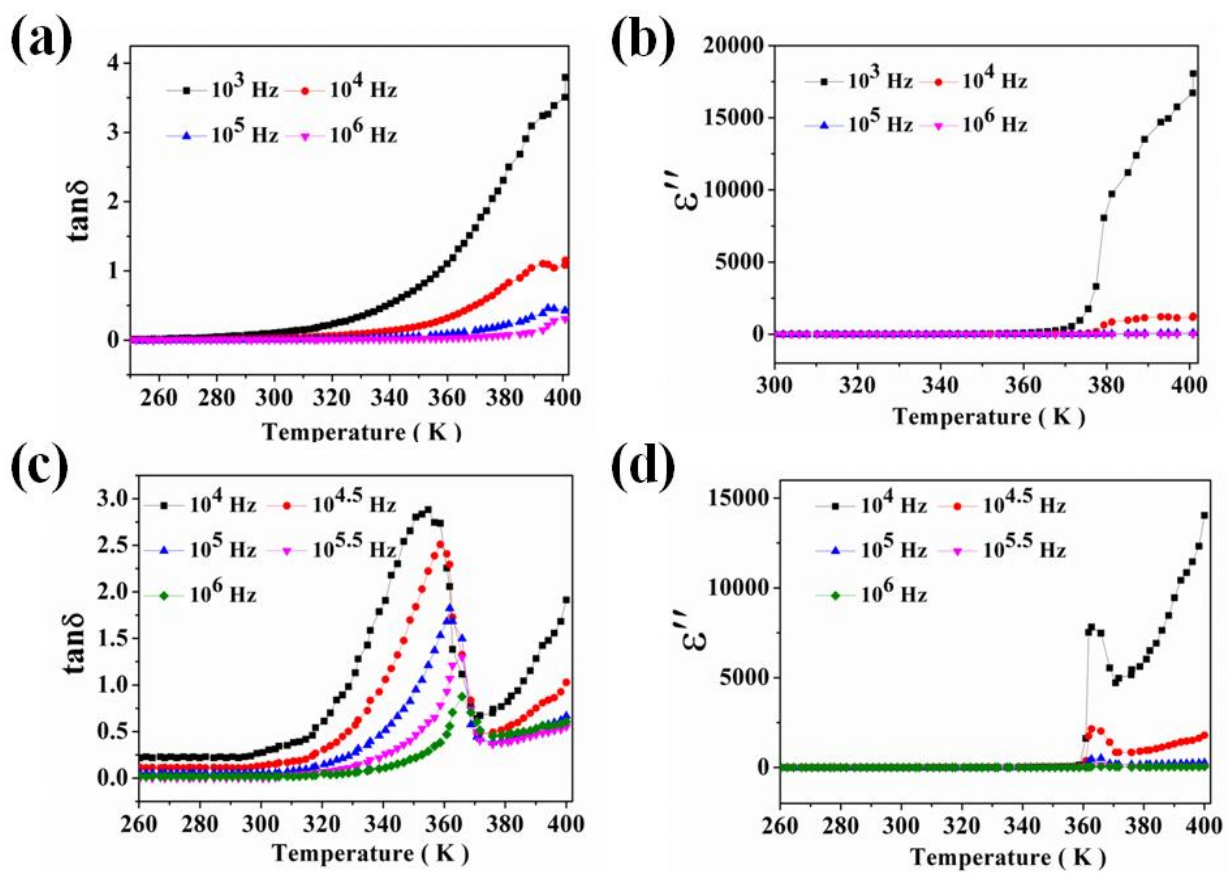 (a)
4
3
2
1
0
tanδ
10³ Hz 10⁴ Hz
10⁵ Hz 10⁶ Hz
260 280 300 320 340 360 380 400
Temperature ( K )
(b)
20000
15000
10000
5000
0
ε′′
10³ Hz 10⁴ Hz
10⁵ Hz 10⁶ Hz
300 320 340 360 380 400
Temperature ( K )
(c)
3.0
2.5
2.0
1.5
1.0
0.5
0.0
tanδ
10⁴ Hz 10⁴·⁵ Hz
10⁵ Hz 10⁵·⁵ Hz
10⁶ Hz
260 280 300 320 340 360 380 400
Temperature ( K )
(d)
15000
10000
5000
0
ε′′
10⁴ Hz 10⁴·⁵ Hz
10⁵ Hz 10⁵·⁵ Hz
10⁶ Hz
260 280 300 320 340 360 380 400
Temperature ( K )